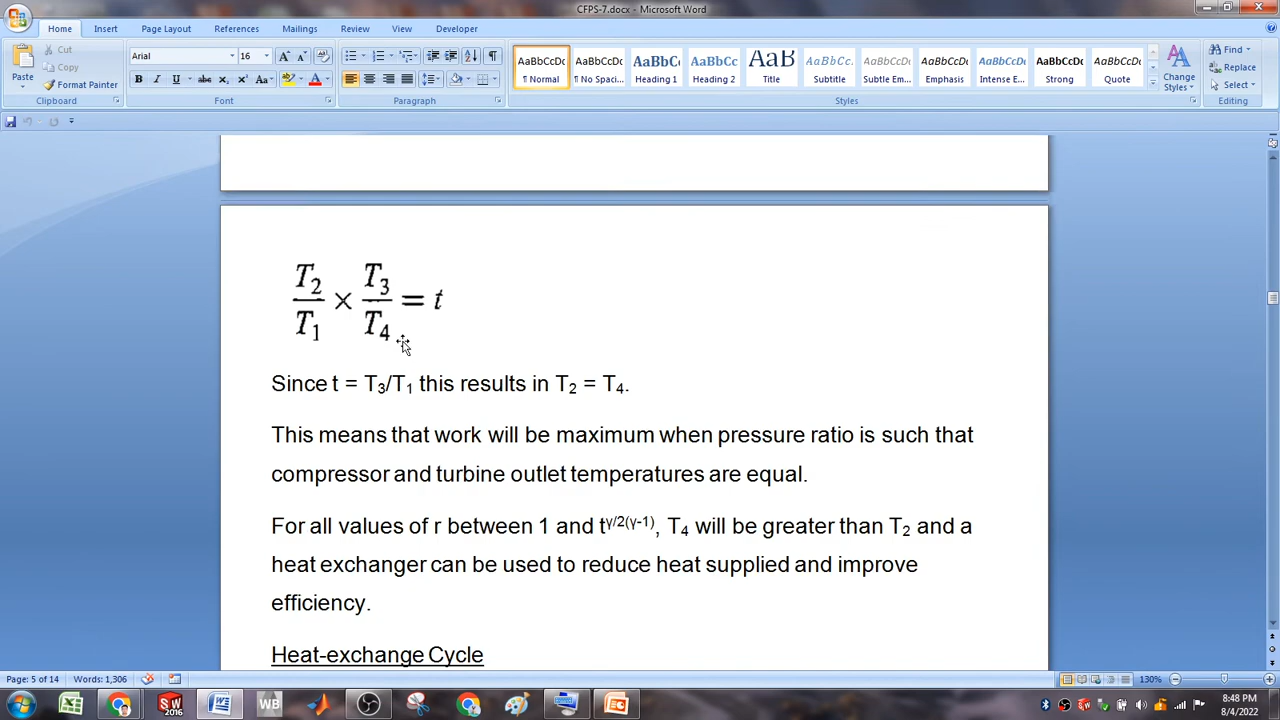 CFPS-7.docx - Microsoft Word
Home Insert Page Layout References Mailings Review View Developer
Paste
Cut
Copy
Format Painter
Clipboard
Arial 16
Font
Paragraph
AaBbCcDc AaBbCcDc AaBbC AaBbCc AaB AaBbCc. AaBbCcDc AaBbCcDc AaBbCcDc AaBbCcDc AaBbCcDc
¶ Normal ¶ No Spaci... Heading 1 Heading 2 Title Subtitle Subtle Em... Emphasis Intense E... Strong Quote
Change Styles
Styles
Find
Replace
Select
Editing
T₂/T₁ × T₃/T₄ = t
Since t = T₃/T₁ this results in T₂ = T₄.
This means that work will be maximum when pressure ratio is such that
compressor and turbine outlet temperatures are equal.
For all values of r between 1 and t^γ/2(γ-1), T₄ will be greater than T₂ and a
heat exchanger can be used to reduce heat supplied and improve
efficiency.
Heat-exchange Cycle
Page: 5 of 14 Words: 1,306 130%
SW 2016 WB
8:48 PM
8/4/2022